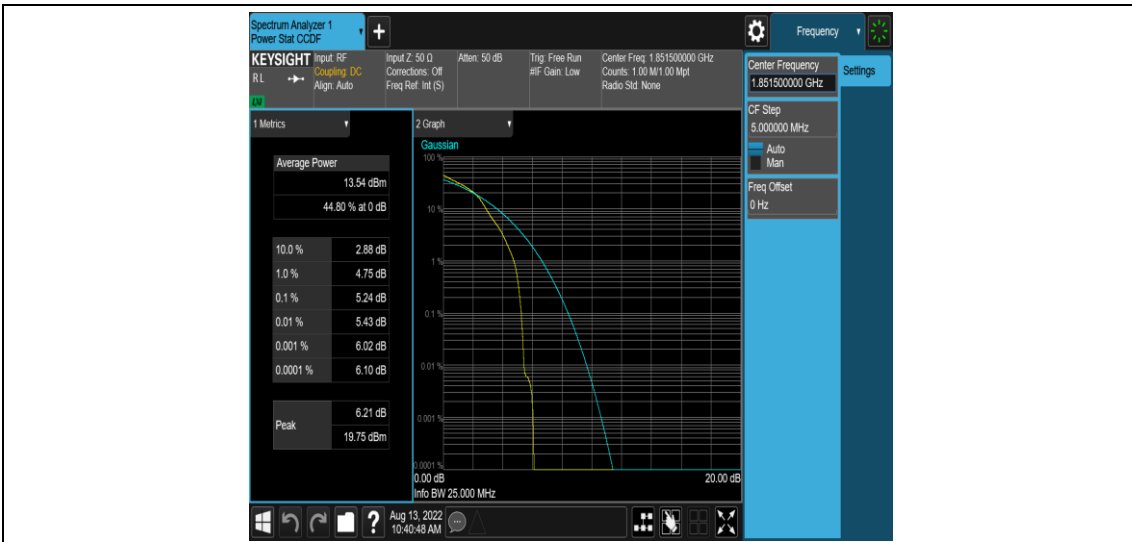 Spectrum Analyzer 1
Power Stat CCDF
+
Frequency
KEYSIGHT
RL
LXI
Input: RF
Coupling: DC
Align: Auto
Input Z: 50 Ω
Corrections: Off
Freq Ref: Int (S)
Atten: 50 dB
Trig: Free Run
#IF Gain: Low
Center Freq: 1.851500000 GHz
Counts: 1.00 M/1.00 Mpt
Radio Std: None
Center Frequency
1.851500000 GHz
Settings
CF Step
5.000000 MHz
Auto
Man
Freq Offset
0 Hz
1 Metrics
Average Power
13.54 dBm
44.80 % at 0 dB
10.0 % 2.88 dB
1.0 % 4.75 dB
0.1 % 5.24 dB
0.01 % 5.43 dB
0.001 % 6.02 dB
0.0001 % 6.10 dB
Peak 6.21 dB
19.75 dBm
2 Graph
Gaussian
100 %
10 %
1 %
0.1 %
0.01 %
0.001 %
0.0001 %
0.00 dB 20.00 dB
Info BW 25.000 MHz
?
Aug 13, 2022
10:40:48 AM